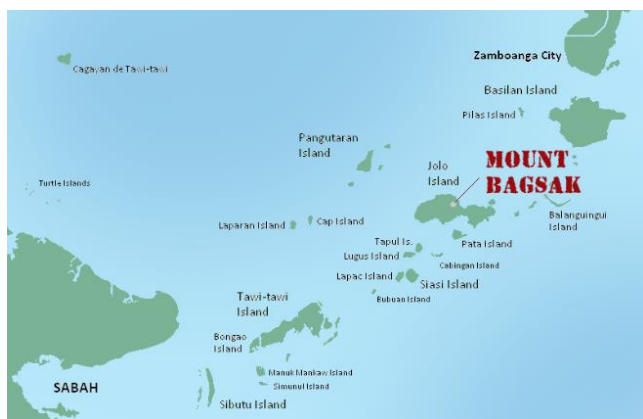 Zamboanga City
Cagayan de Tawi-tawi
Basilan Island
Pilas Island
Pangutaran
Island
MOUNT
BAGSAK
Jolo
Island
Turtle Islands
Balanguingui
Island
Laparan Island
Cap Island
Tapul Is.
Pata Island
Lugus Island
Cabingan Island
Lapac Island
Siasi Island
Bubuan Island
Tawi-tawi
Island
Bongao
Island
Manuk Mankaw Island
Simunul Island
SABAH
Sibutu Island